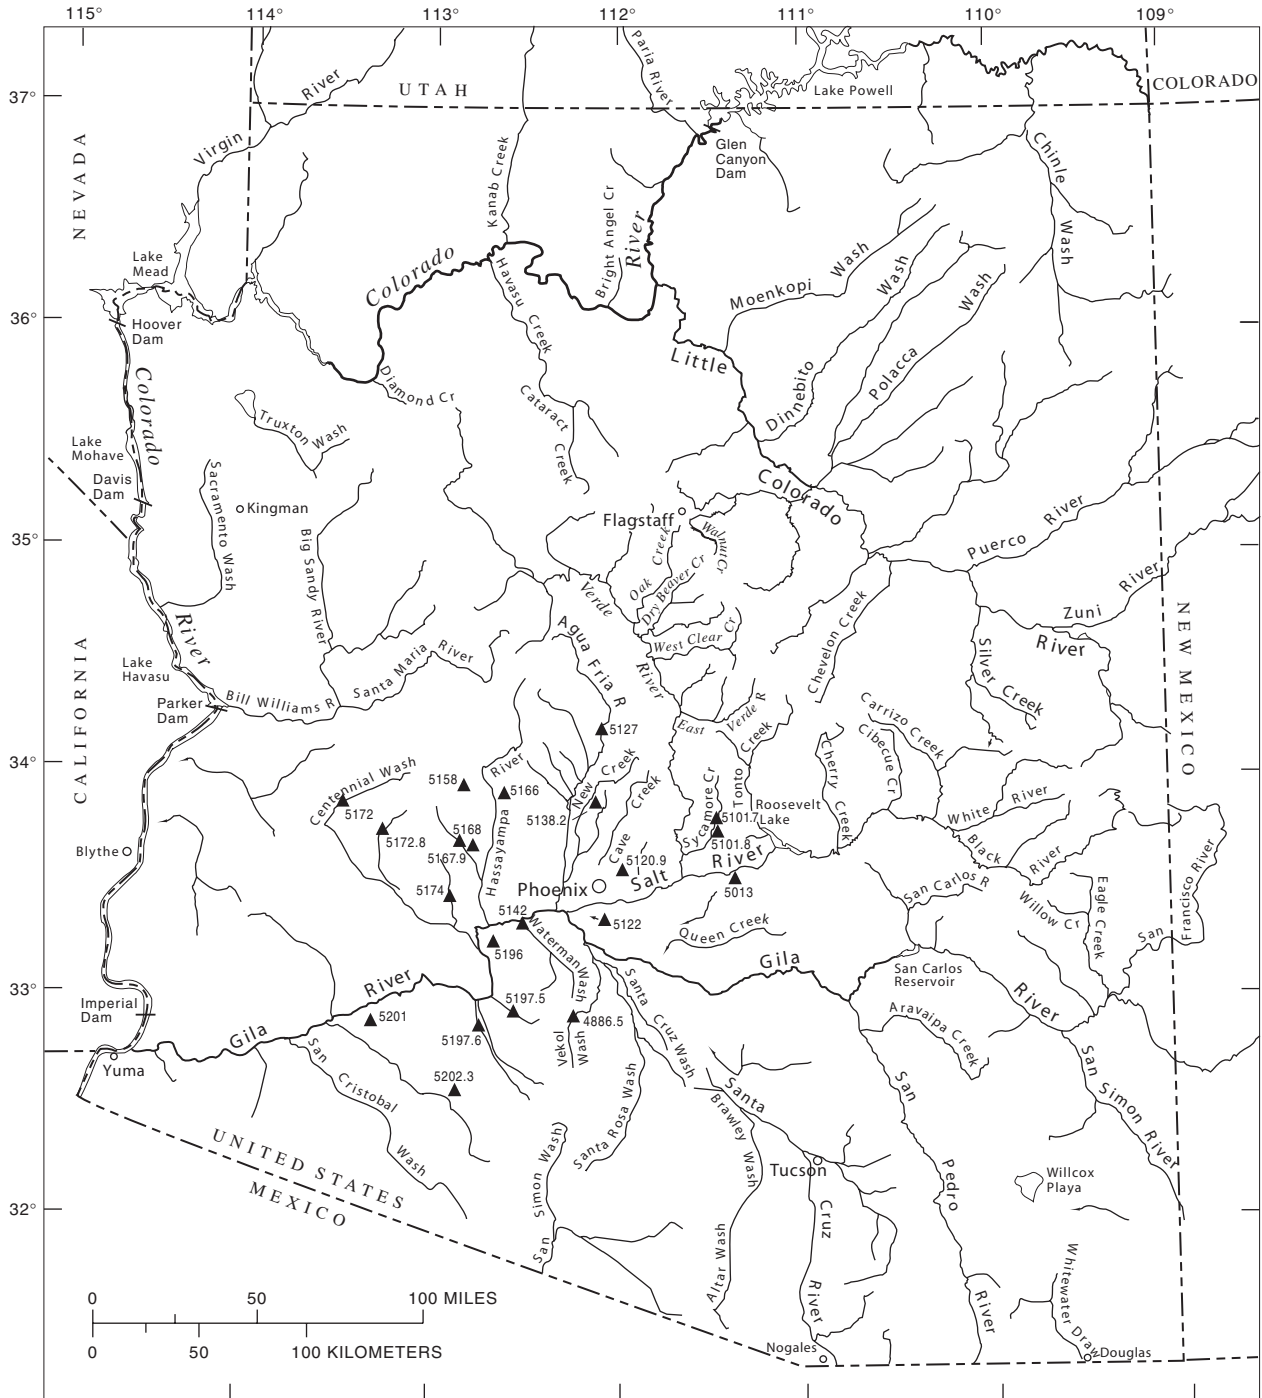 115° 114° 113° 112° 111° 110° 109°
37°
36°
35°
34°
33°
32°
UTAH
COLORADO
NEVADA
CALIFORNIA
NEW MEXICO
UNITED STATES
MEXICO
Virgin River
Kanab Creek
Paria River
Lake Powell
Glen
Canyon
Dam
Chinle Wash
Bright Angel Cr
Colorado River
Lake
Mead
Hoover
Dam
Havasu Creek
Moenkopi Wash
Dinnebito Wash
Polacca Wash
Little Colorado River
Diamond Cr
Cataract Creek
Truxton Wash
Colorado River
Lake
Mohave
Davis
Dam
Sacramento Wash
Kingman
Big Sandy River
Flagstaff
Walnut Cr
Oak Creek
Dry Beaver Cr
West Clear Cr
Verde River
East Verde R
Puerco River
Zuni River
Silver Creek
Chevelon Creek
Agua Fria R
Santa Maria River
Bill Williams R
Lake
Havasu
Parker
Dam
Carrizo Creek
Cibecue Cr
Cherry Creek
Tonto Creek
Sycamore Cr
Roosevelt
Lake
White River
Black River
Centennial Wash
Hassayampa River
New Creek
Cave Creek
5127
5158
5166
5172
5138.2
5172.8
5168
5167.9
5101.7
5101.8
5120.9
5013
5174
5142
5122
5196
Blythe
Phoenix
Salt River
Queen Creek
San Carlos R
Willow Cr
Eagle Creek
San Francisco River
San Carlos
Reservoir
Gila River
Aravaipa Creek
Waterman Wash
Santa Cruz Wash
Vekol Wash
Santa Rosa Wash
5197.5
4886.5
5197.6
5201
5202.3
Imperial
Dam
Yuma
Gila River
San Cristobal Wash
San Simon Wash
Brawley Wash
Altar Wash
Santa Cruz River
Tucson
San Pedro River
San Simon River
Willcox
Playa
Whitewater Draw
Nogales
Douglas
0 50 100 MILES
0 50 100 KILOMETERS